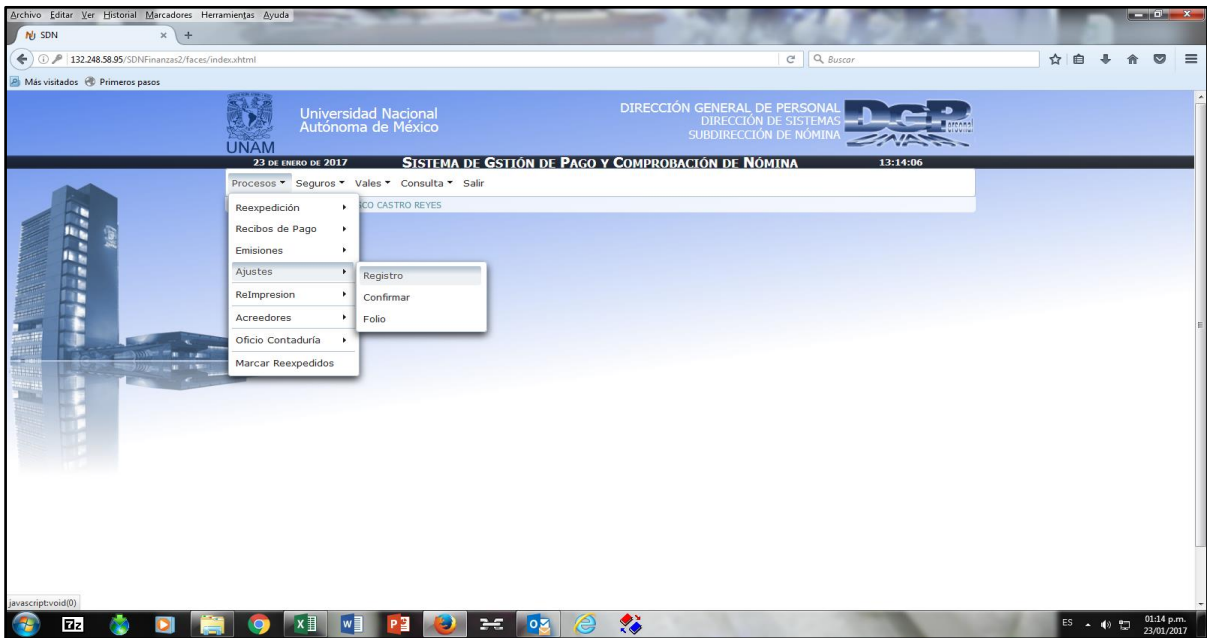 Archivo Editar Ver Historial Marcadores Herramientas Ayuda
SDN
132.248.58.95/SDNFinanzas2/faces/index.xhtml
Buscar
Más visitados Primeros pasos
UNAM
Universidad Nacional
Autónoma de México
DIRECCIÓN GENERAL DE PERSONAL
DIRECCIÓN DE SISTEMAS
SUBDIRECCIÓN DE NÓMINA
DGP
Personal
23 DE ENERO DE 2017 SISTEMA DE GSTIÓN DE PAGO Y COMPROBACIÓN DE NÓMINA 13:14:06
Procesos Seguros Vales Consulta Salir
CASTRO REYES
Reexpedición
Recibos de Pago
Emisiones
Ajustes
ReImpresion
Acreedores
Oficio Contaduría
Marcar Reexpedidos
Registro
Confirmar
Folio
javascript:void(0)
ES 01:14 p.m.
23/01/2017